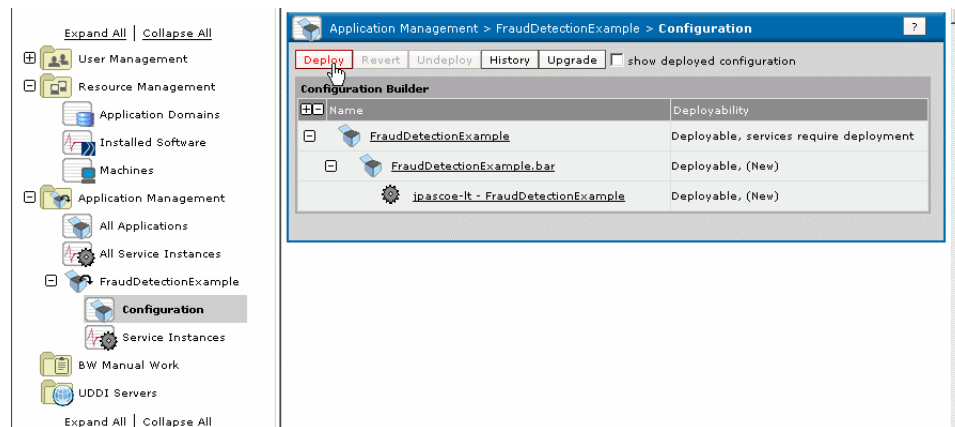 Expand All | Collapse All
User Management
Resource Management
Application Domains
Installed Software
Machines
Application Management
All Applications
All Service Instances
FraudDetectionExample
Configuration
Service Instances
BW Manual Work
UDDI Servers
Expand All | Collapse All
Application Management > FraudDetectionExample > Configuration ?
Deploy Revert Undeploy History Upgrade show deployed configuration
Configuration Builder
Name Deployability
FraudDetectionExample Deployable, services require deployment
FraudDetectionExample.bar Deployable, (New)
jpascoe-lt - FraudDetectionExample Deployable, (New)